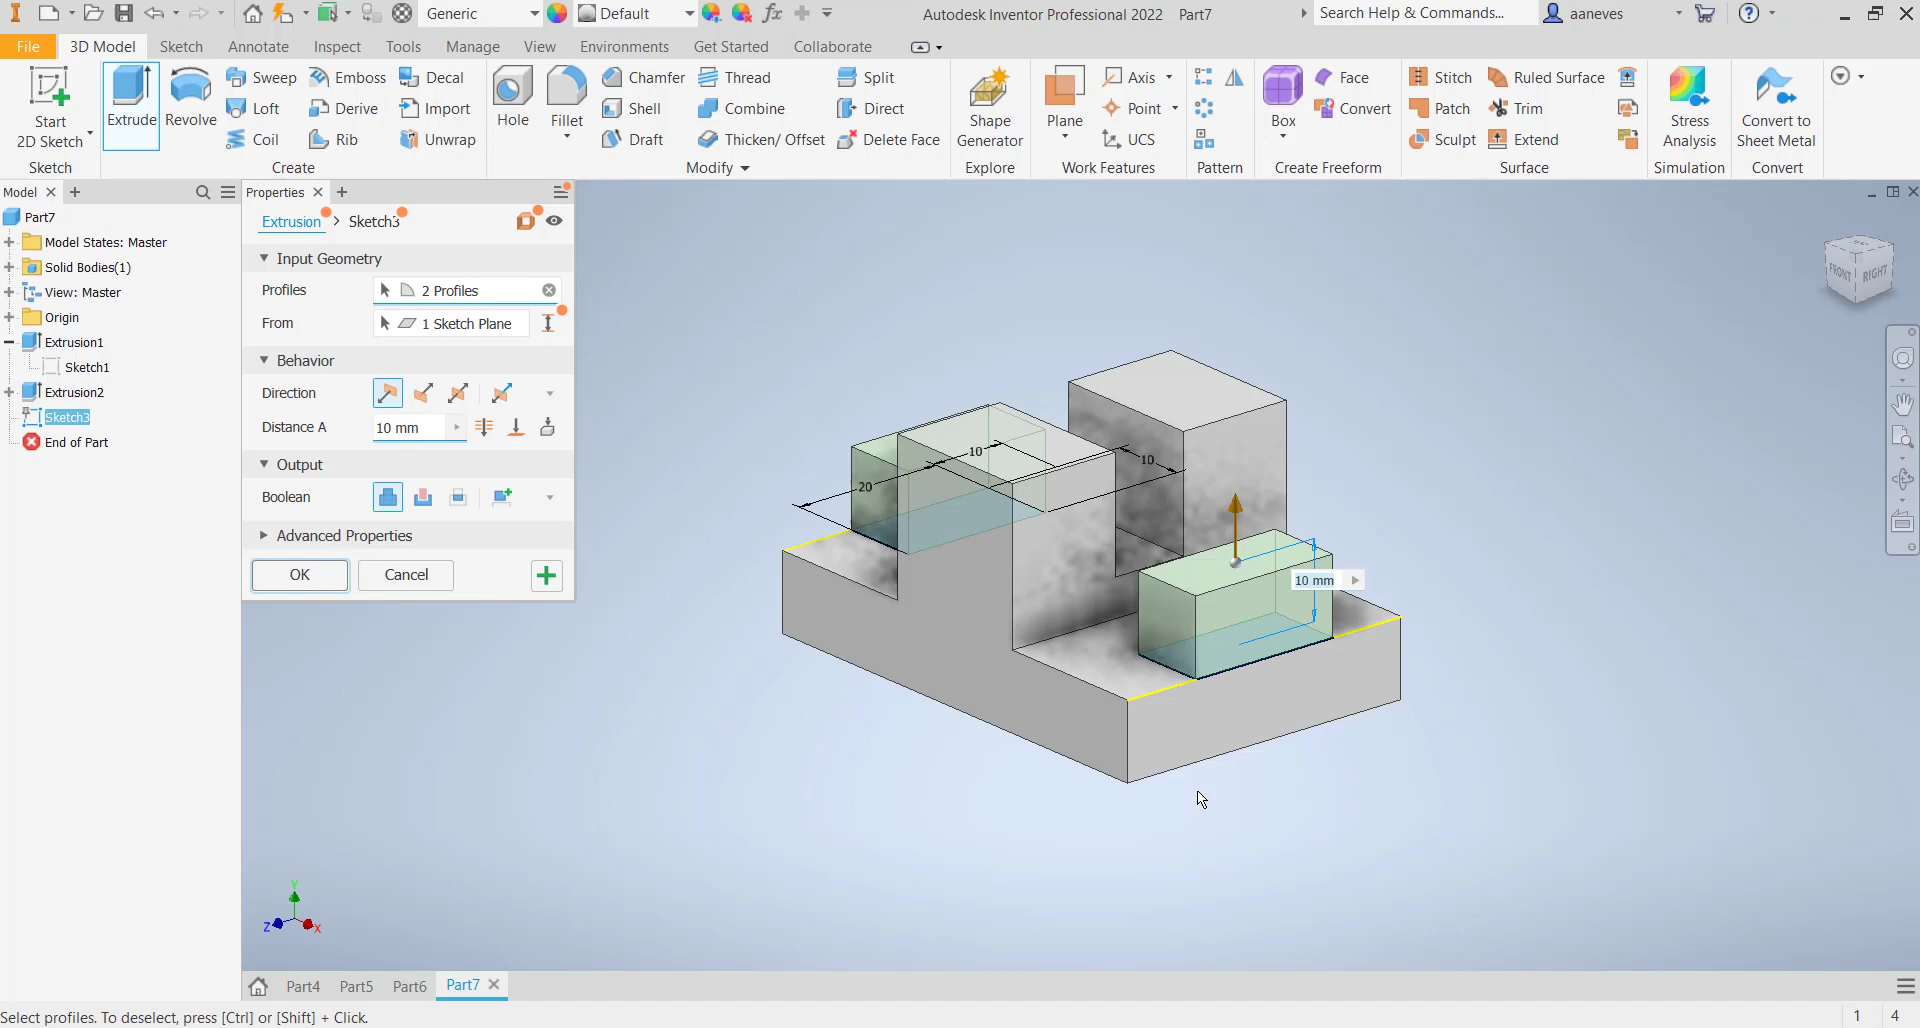 Generic
Default
Autodesk Inventor Professional 2022 Part7
Search Help & Commands...
aaneves
File 3D Model Sketch Annotate Inspect Tools Manage View Environments Get Started Collaborate
Start
2D Sketch
Extrude
Revolve
Sweep Emboss Decal
Loft Derive Import
Coil Rib Unwrap
Hole
Fillet
Chamfer Thread Split
Shell Combine Direct
Draft Thicken/ Offset Delete Face
Shape
Generator
Plane
Axis
Point
UCS
Box
Face
Convert
Stitch Ruled Surface
Patch Trim
Sculpt Extend
Stress
Analysis
Convert to
Sheet Metal
Sketch Create Modify Explore Work Features Pattern Create Freeform Surface Simulation Convert
Model
Part7
Model States: Master
Solid Bodies(1)
View: Master
Origin
Extrusion1
Sketch1
Extrusion2
Sketch3
End of Part
Properties
Extrusion > Sketch3
Input Geometry
Profiles 2 Profiles
From 1 Sketch Plane
Behavior
Direction
Distance A 10 mm
Output
Boolean
Advanced Properties
OK Cancel
10
10
20
10 mm
FRONT RIGHT
Y
Z X
Part4 Part5 Part6 Part7
Select profiles. To deselect, press [Ctrl] or [Shift] + Click.
1 4